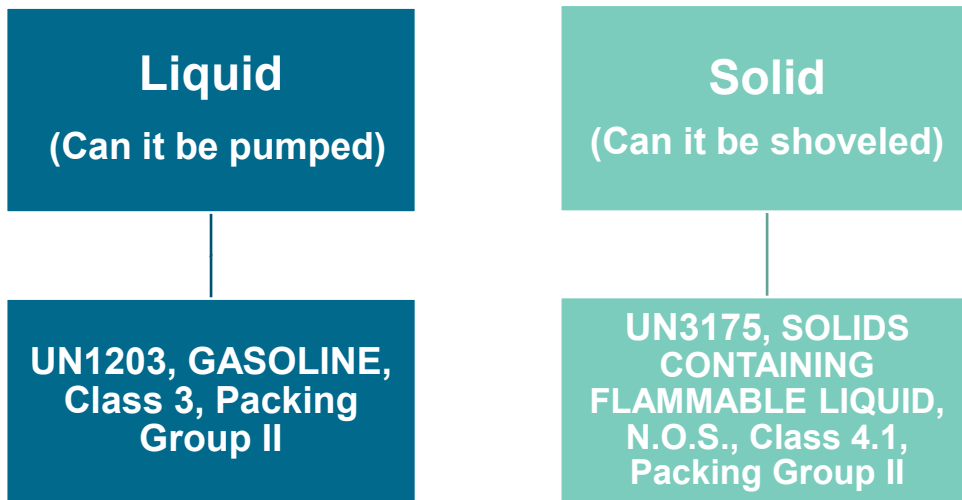 Liquid
(Can it be pumped)
Solid
(Can it be shoveled)
UN1203, GASOLINE,
Class 3, Packing
Group II
UN3175, SOLIDS
CONTAINING
FLAMMABLE LIQUID,
N.O.S., Class 4.1,
Packing Group II